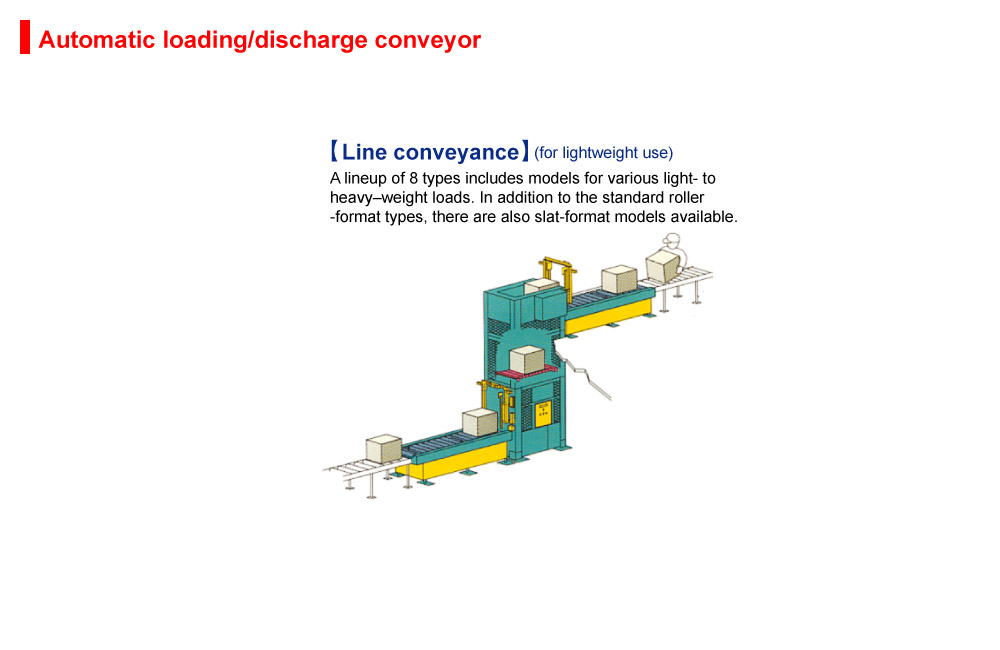 Automatic loading/discharge conveyor
【Line conveyance】(for lightweight use)
A lineup of 8 types includes models for various light- to
heavy–weight loads. In addition to the standard roller
-format types, there are also slat-format models available.